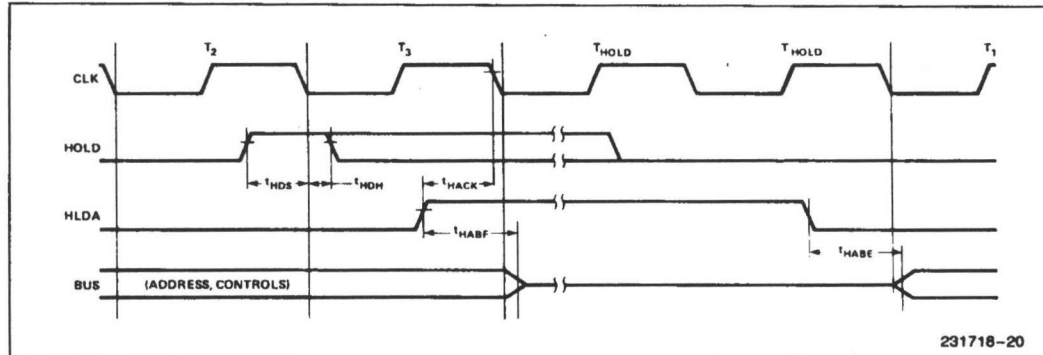 T2 T3 THOLD THOLD T1
CLK
HOLD
tHDS tHDH tHACK
HLDA
tHABF tHABE
BUS (ADDRESS, CONTROLS)
231718-20